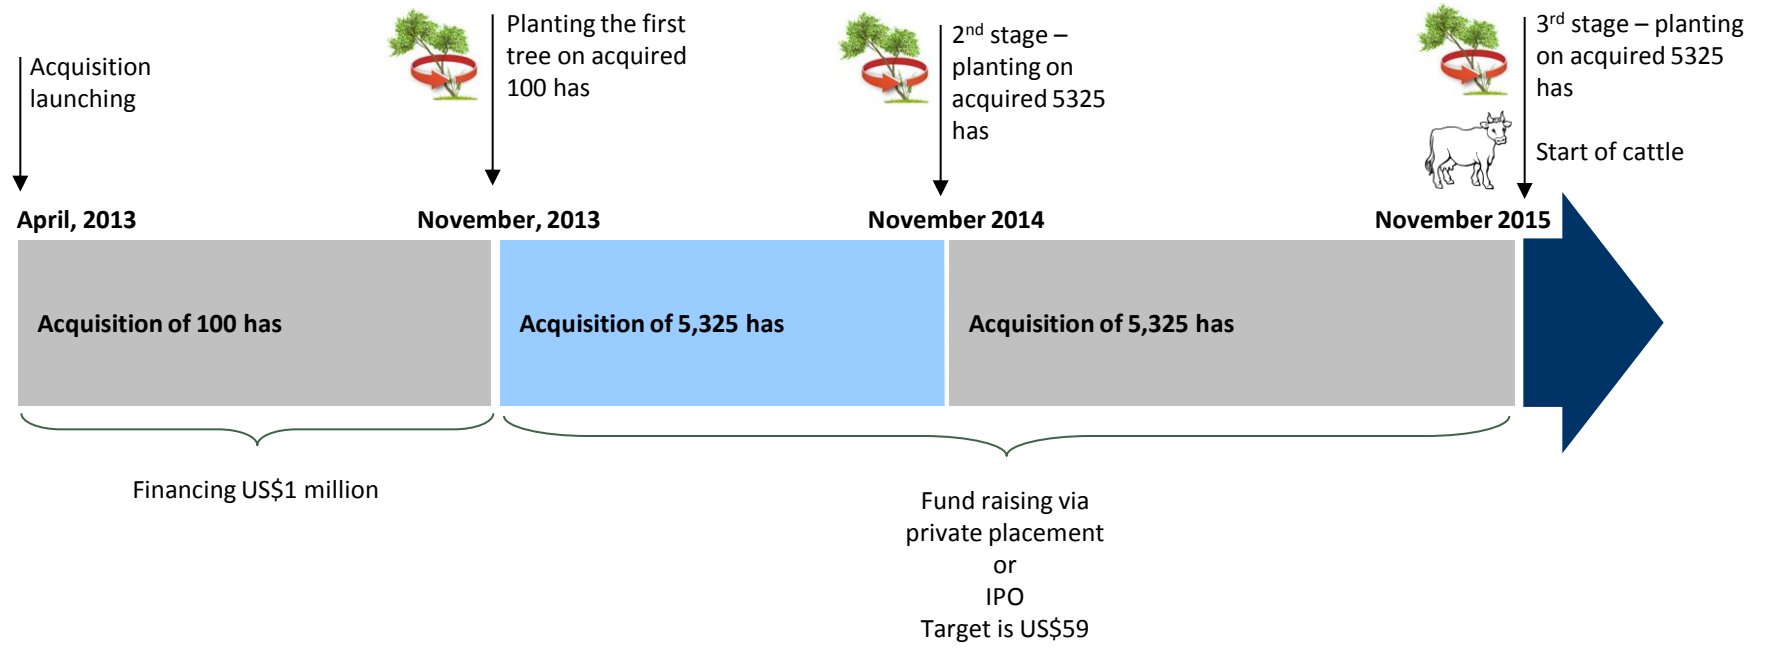 Acquisition
launching
Planting the first
tree on acquired
100 has
2nd stage –
planting on
acquired 5325
has
3rd stage – planting
on acquired 5325
has
Start of cattle
April, 2013
November, 2013
November 2014
November 2015
Acquisition of 100 has
Acquisition of 5,325 has
Acquisition of 5,325 has
Financing US$1 million
Fund raising via
private placement
or
IPO
Target is US$59